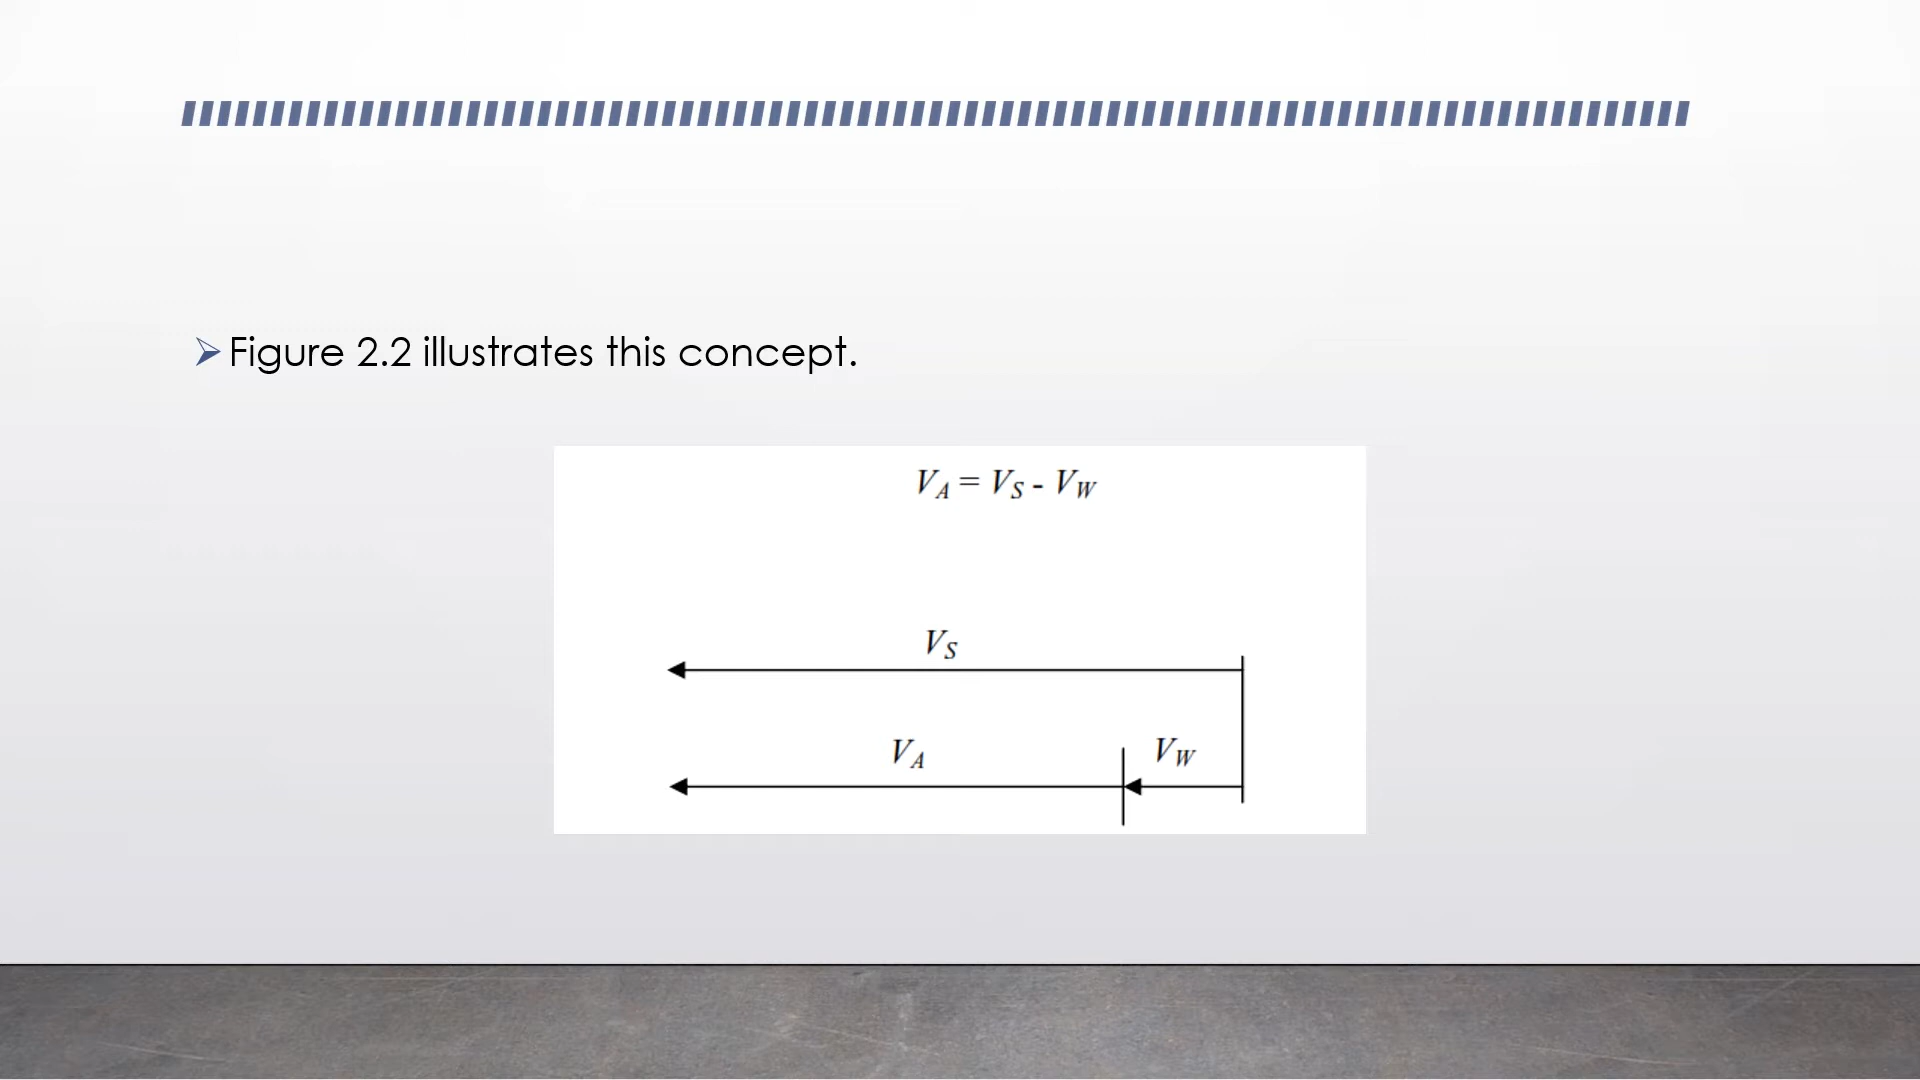 Figure 2.2 illustrates this concept.
V_A = V_S - V_W
V_S
V_A
V_W